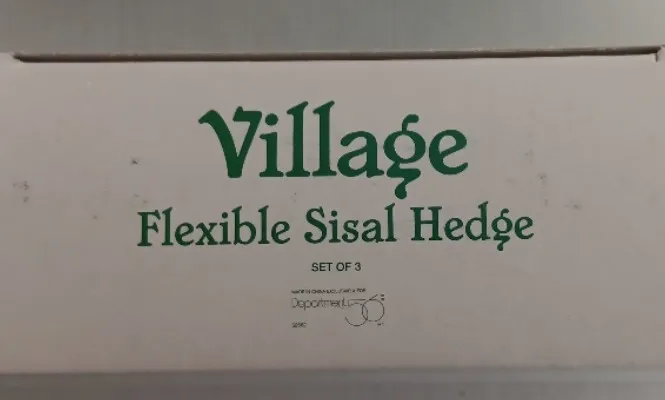 Village
Flexible Sisal Hedge
SET OF 3
Department 56